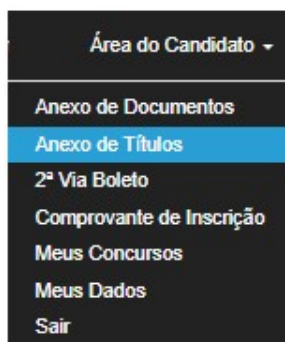 Área do Candidato
Anexo de Documentos
Anexo de Títulos
2ª Via Boleto
Comprovante de Inscrição
Meus Concursos
Meus Dados
Sair